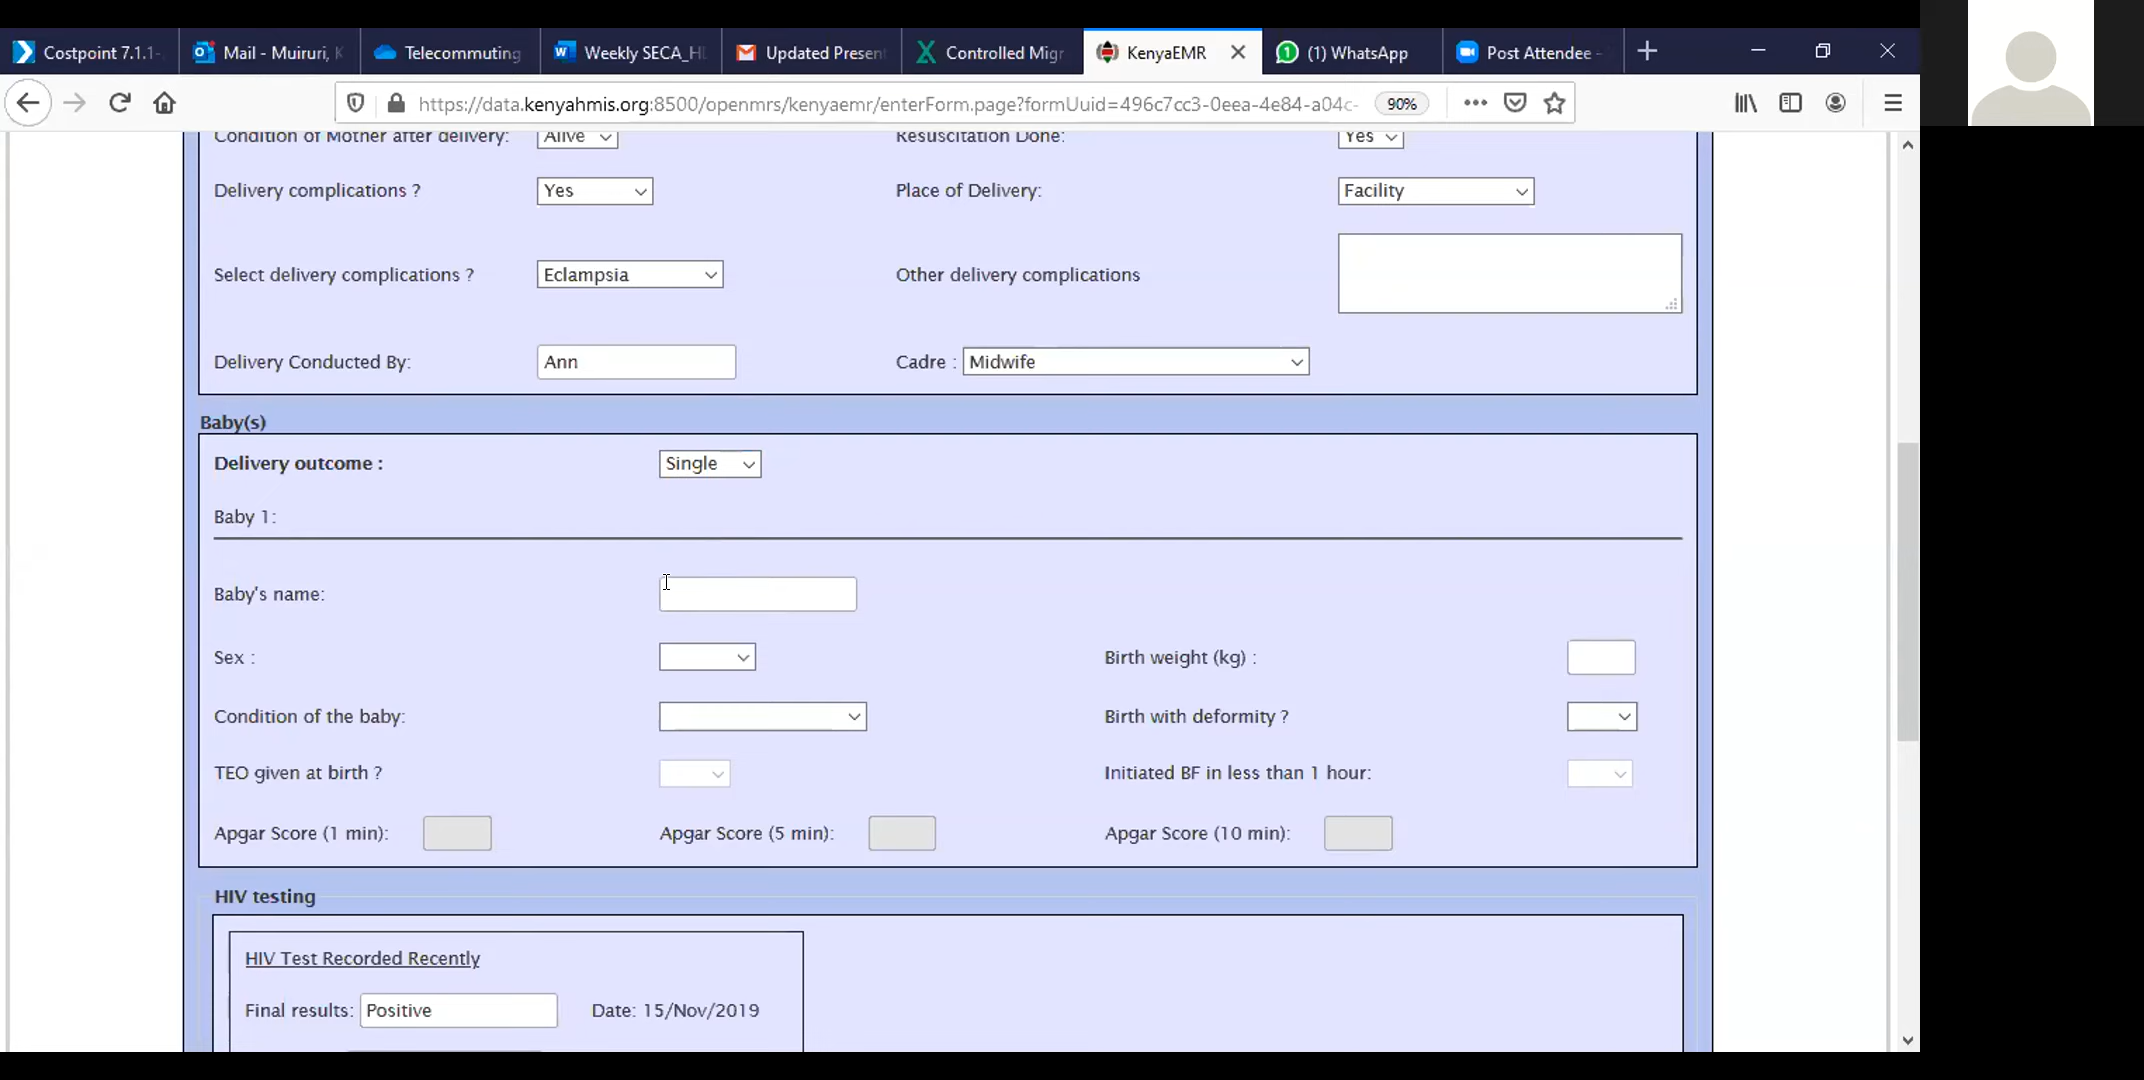 Costpoint 7.1.1- Mail - Muiruri, K Telecommuting Weekly SECA_HI Updated Present Controlled Migr KenyaEMR (1) WhatsApp Post Attendee -
https://data.kenyahmis.org:8500/openmrs/kenyaemr/enterForm.page?formUuid=496c7cc3-0eea-4e84-a04c- 90%
Condition of Mother after delivery: Alive Resuscitation Done: Yes
Delivery complications ? Yes Place of Delivery: Facility
Select delivery complications ? Eclampsia Other delivery complications
Delivery Conducted By: Ann Cadre : Midwife
Baby(s)
Delivery outcome : Single
Baby 1:
Baby's name:
Sex : Birth weight (kg) :
Condition of the baby: Birth with deformity ?
TEO given at birth ? Initiated BF in less than 1 hour:
Apgar Score (1 min): Apgar Score (5 min): Apgar Score (10 min):
HIV testing
HIV Test Recorded Recently
Final results: Positive Date: 15/Nov/2019